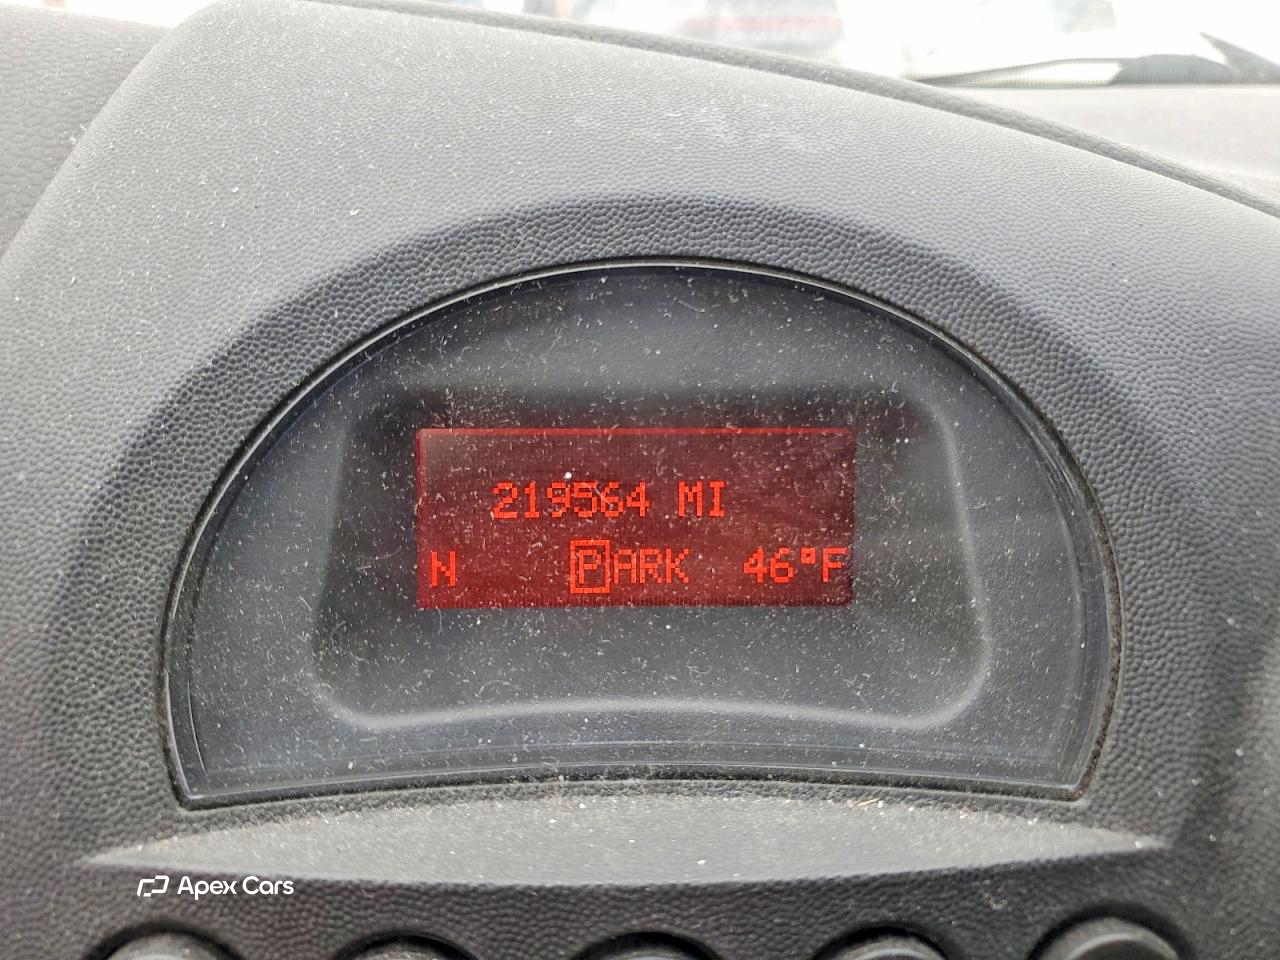 219564 MI
N PARK 46°F
Apex Cars